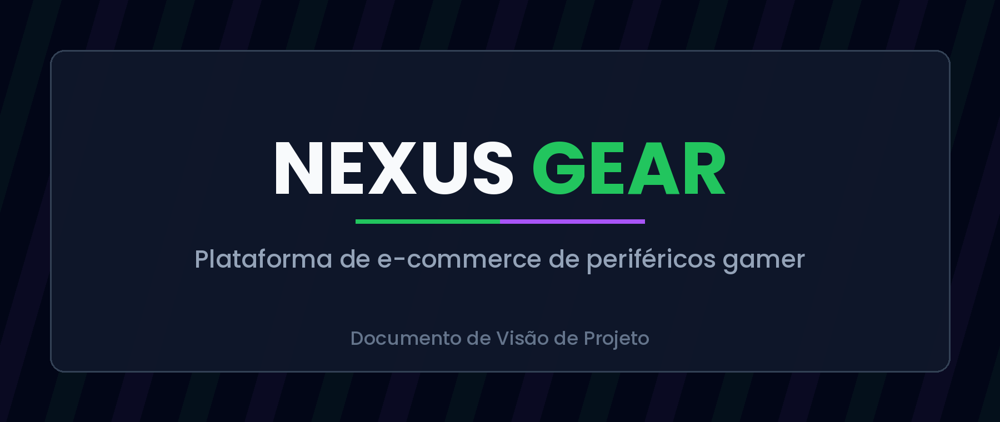 NEXUS GEAR
Plataforma de e-commerce de periféricos gamer
Documento de Visão de Projeto